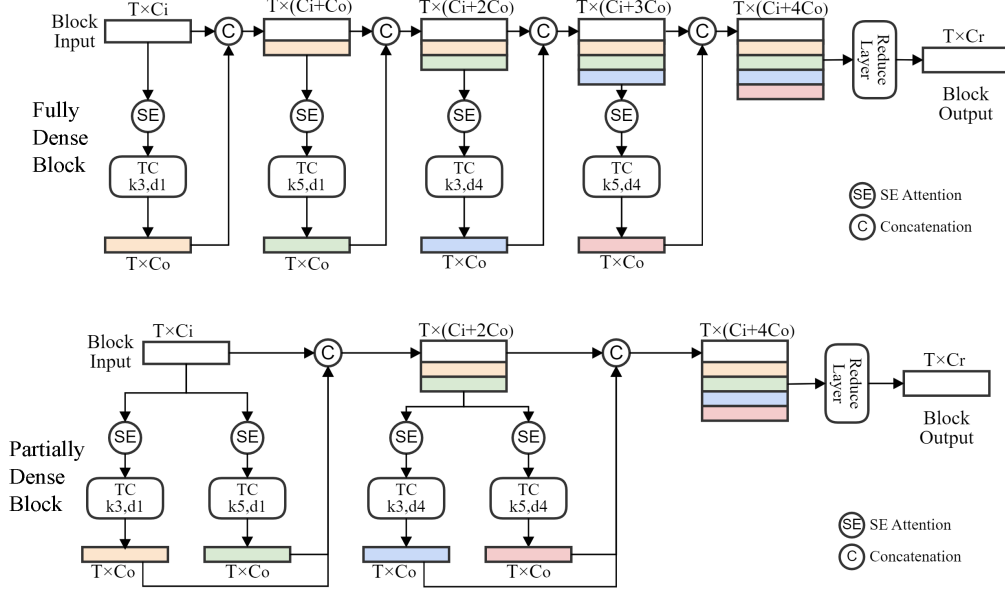 T×Ci
T×(Ci+Co)
T×(Ci+2Co)
T×(Ci+3Co)
T×(Ci+4Co)
Block
Input
C
C
C
C
Reduce
Layer
T×Cr
Block
Output
Fully
Dense
Block
SE
SE
SE
SE
TC
k3,d1
TC
k5,d1
TC
k3,d4
TC
k5,d4
SE SE Attention
C Concatenation
T×Co
T×Co
T×Co
T×Co
T×Ci
T×(Ci+2Co)
T×(Ci+4Co)
Block
Input
C
C
Reduce
Layer
T×Cr
Block
Output
Partially
Dense
Block
SE
SE
SE
SE
TC
k3,d1
TC
k5,d1
TC
k3,d4
TC
k5,d4
SE SE Attention
C Concatenation
T×Co
T×Co
T×Co
T×Co